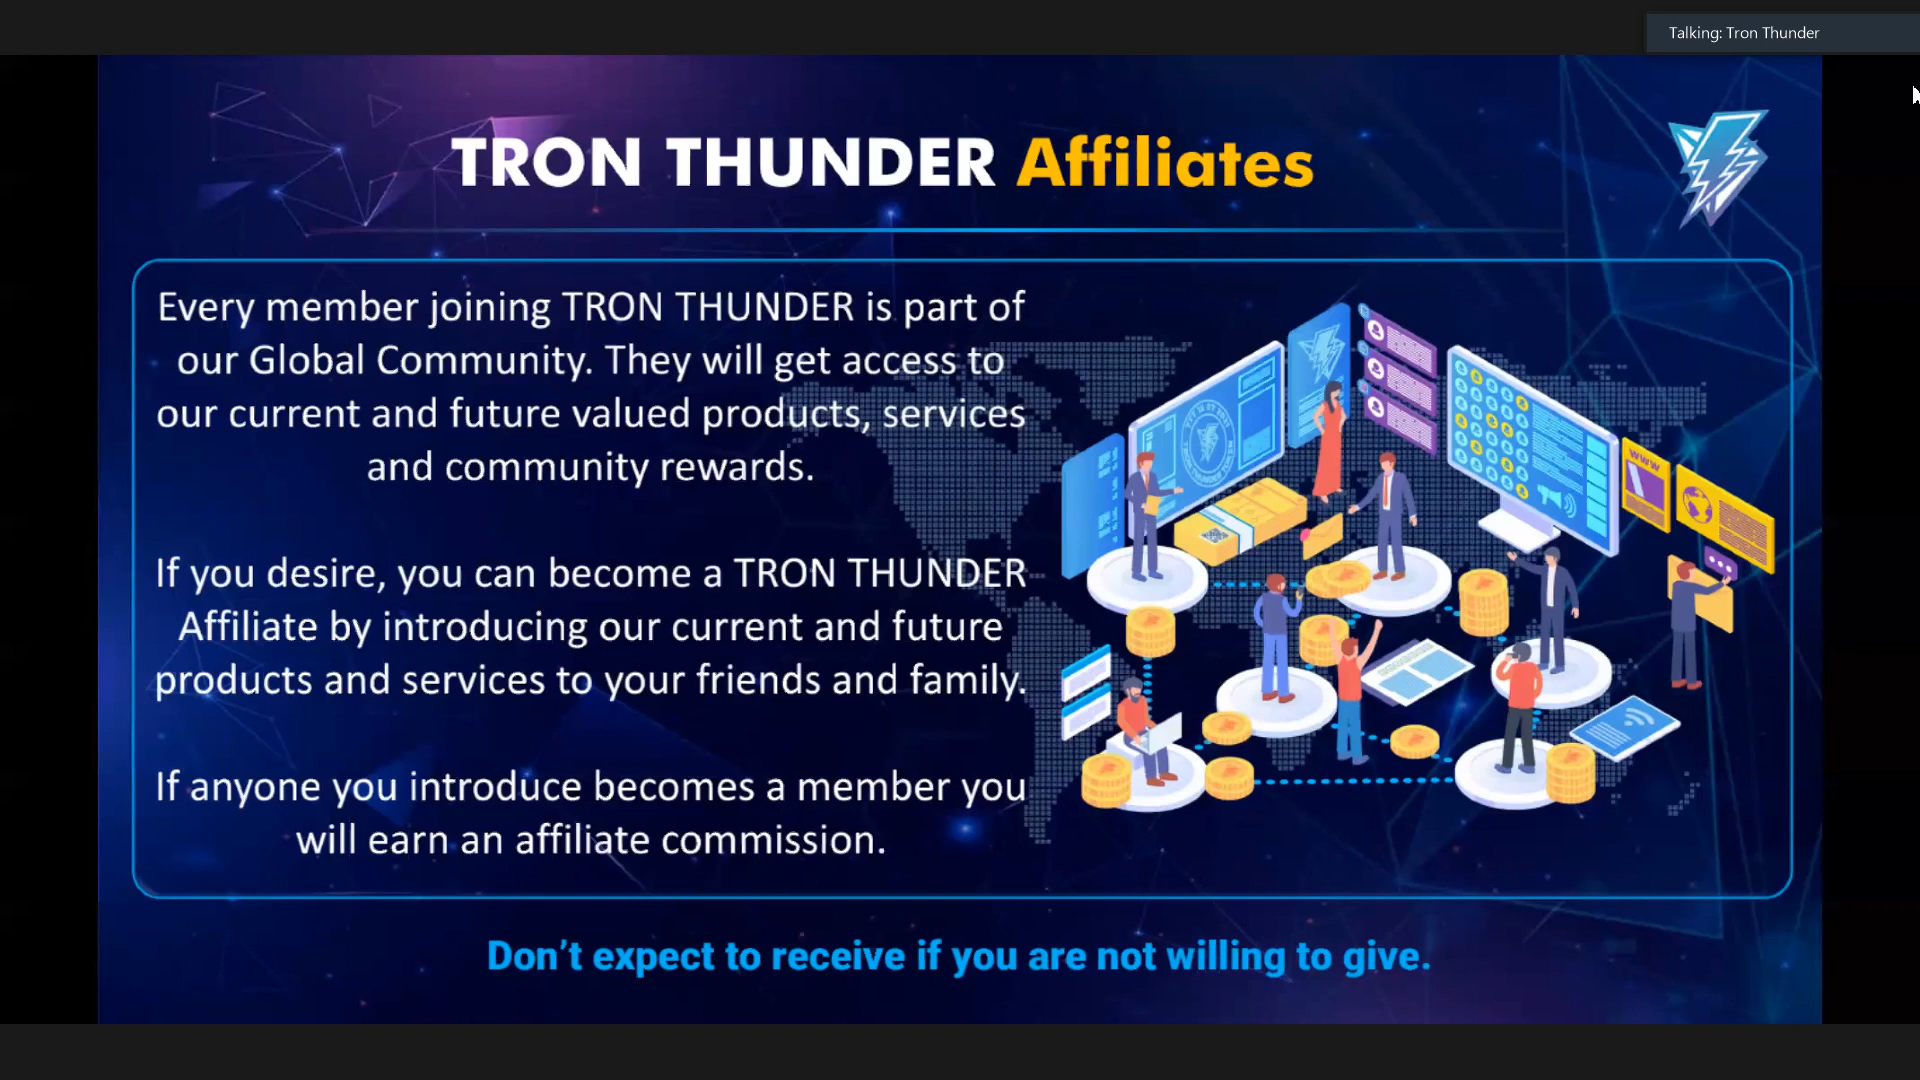 Talking: Tron Thunder
TRON THUNDER Affiliates
Every member joining TRON THUNDER is part of
our Global Community. They will get access to
our current and future valued products, services
and community rewards.
If you desire, you can become a TRON THUNDER
Affiliate by introducing our current and future
products and services to your friends and family.
If anyone you introduce becomes a member you
will earn an affiliate commission.
WWW
Don’t expect to receive if you are not willing to give.